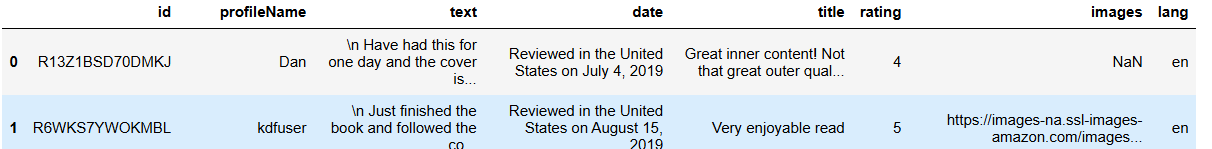 id profileName text date title rating images lang
0 R13Z1BSD70DMKJ Dan \n Have had this for one day and the cover is... Reviewed in the United States on July 4, 2019 Great inner content! Not that great outer qual... 4 NaN en
1 R6WKS7YWOKMBL kdfuser \n Just finished the book and followed the co... Reviewed in the United States on August 15, 2019 Very enjoyable read 5 https://images-na.ssl-images-amazon.com/images... en